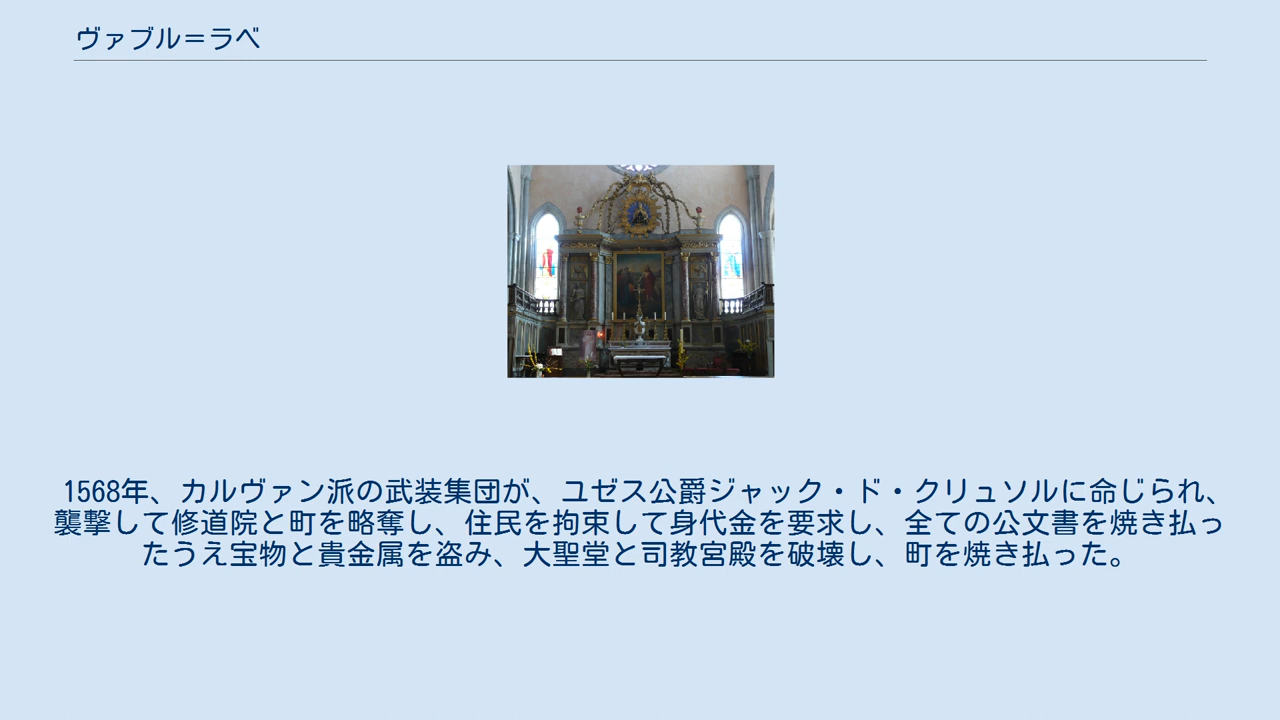 ヴァブル＝ラベ
1568年、カルヴァン派の武装集団が、ユゼス公爵ジャック・ド・クリュソルに命じられ、
襲撃して修道院と町を略奪し、住民を拘束して身代金を要求し、全ての公文書を焼き払っ
たうえ宝物と貴金属を盗み、大聖堂と司教宮殿を破壊し、町を焼き払った。